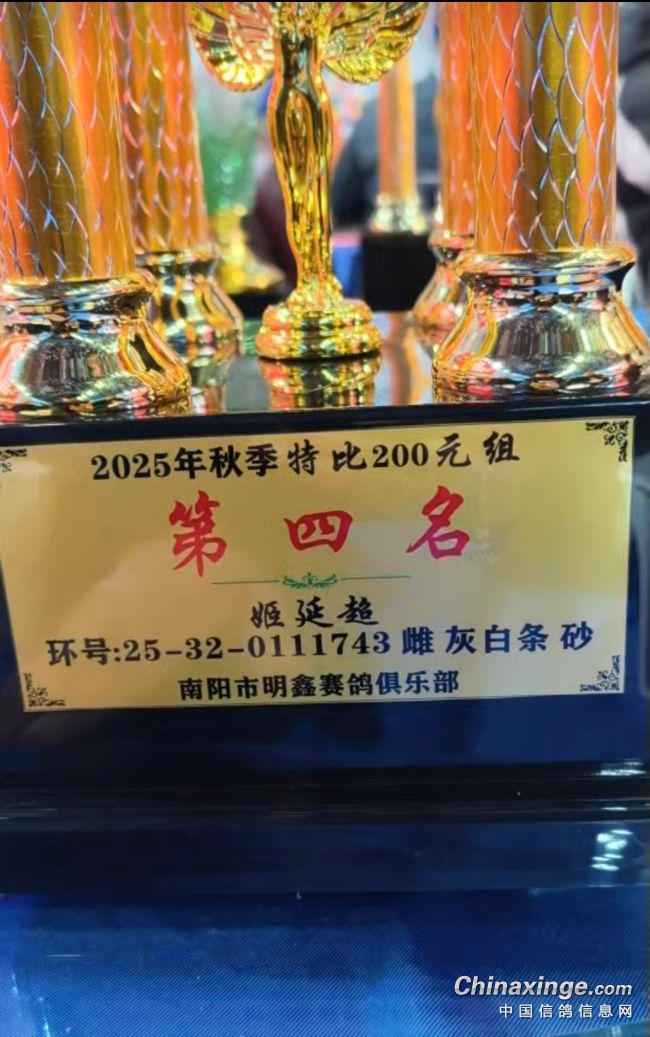 2025年秋季特比200元组
第四名
姬延超
环号:25-32-0111743 雌 灰白条 砂
南阳市明鑫赛鸽俱乐部
Chinaxinge.com
中国信鸽信息网